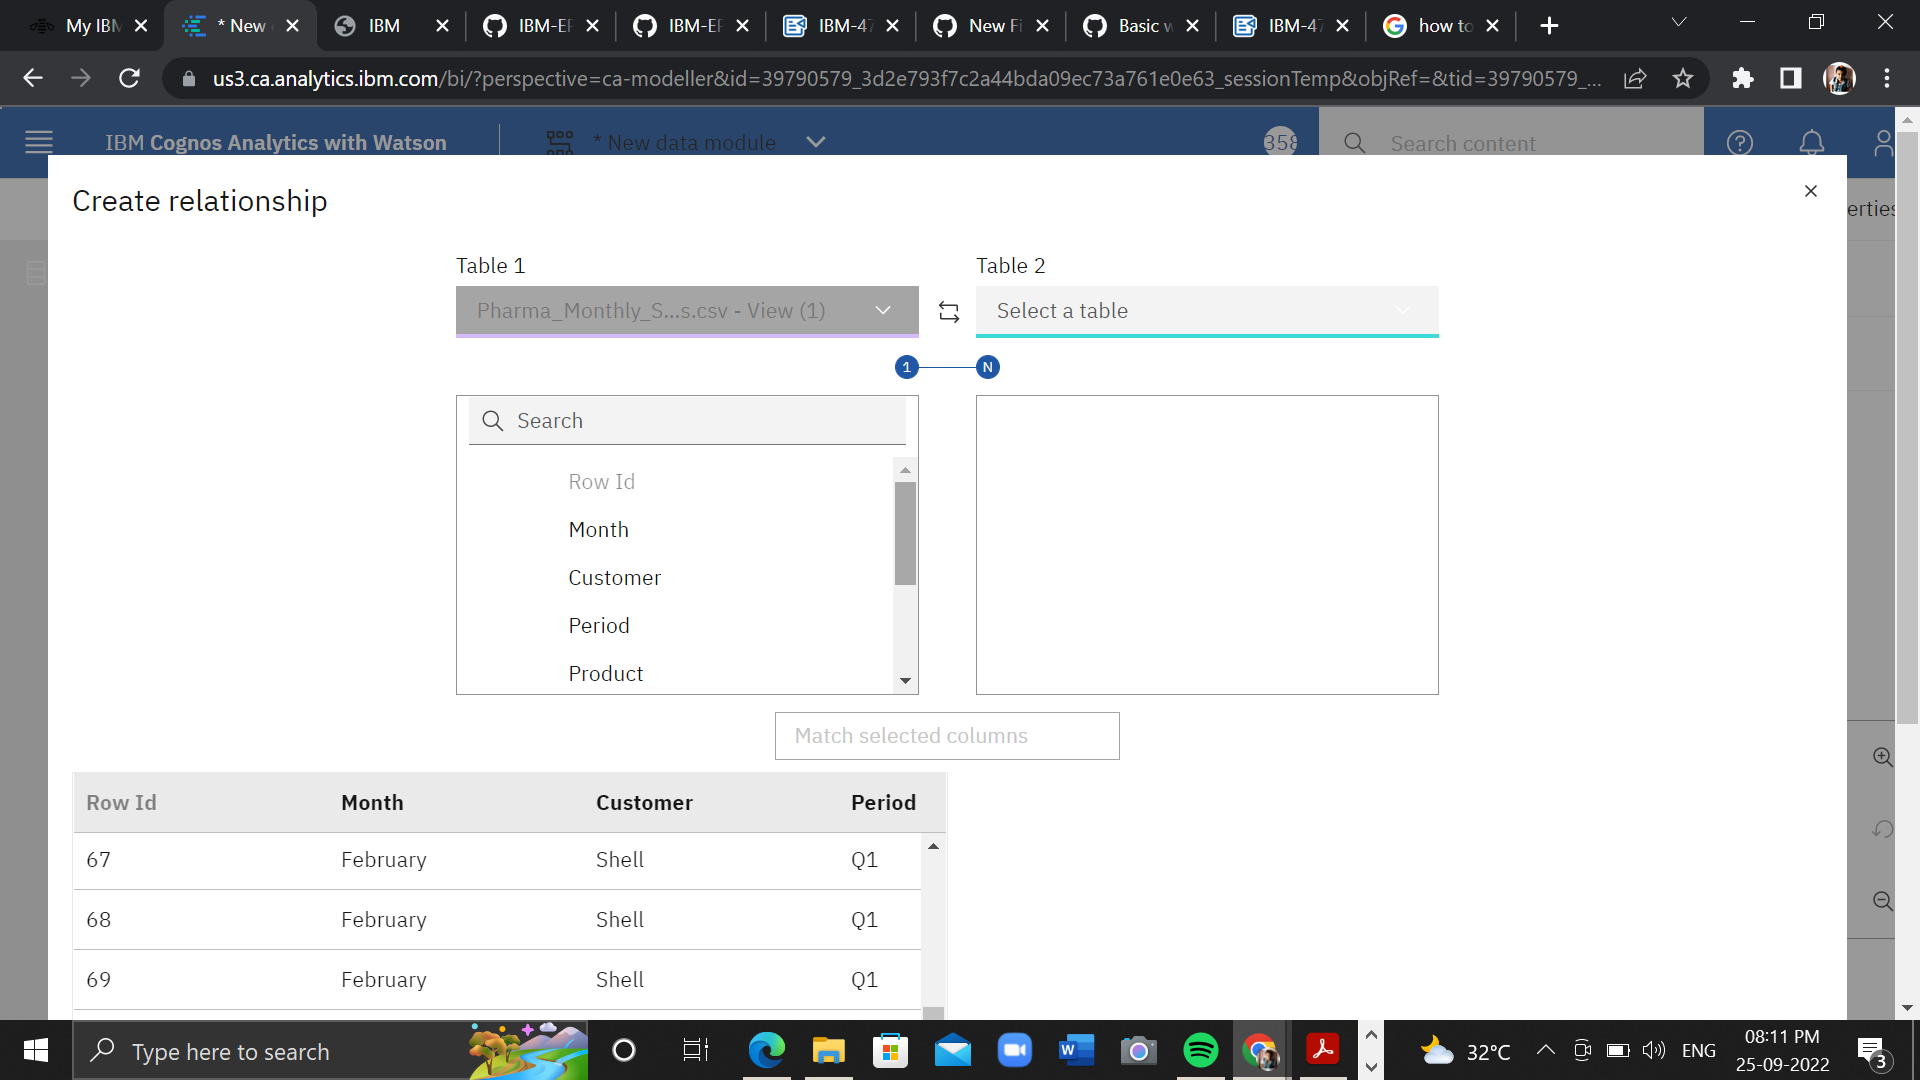 My IBM
* New
IBM
IBM-EP
IBM-EP
IBM-47
New Fi
Basic w
IBM-47
how to
us3.ca.analytics.ibm.com/bi/?perspective=ca-modeller&id=39790579_3d2e793f7c2a44bda09ec73a761e0e63_sessionTemp&objRef=&tid=39790579_...
IBM Cognos Analytics with Watson
* New data module
358
Search content
Create relationship
erties
Table 1
Table 2
Pharma_Monthly_S...s.csv - View (1)
Select a table
1
N
Search
Row Id
Month
Customer
Period
Product
Match selected columns
Row Id Month Customer Period
67 February Shell Q1
68 February Shell Q1
69 February Shell Q1
Type here to search
32°C
ENG
08:11 PM
25-09-2022
3